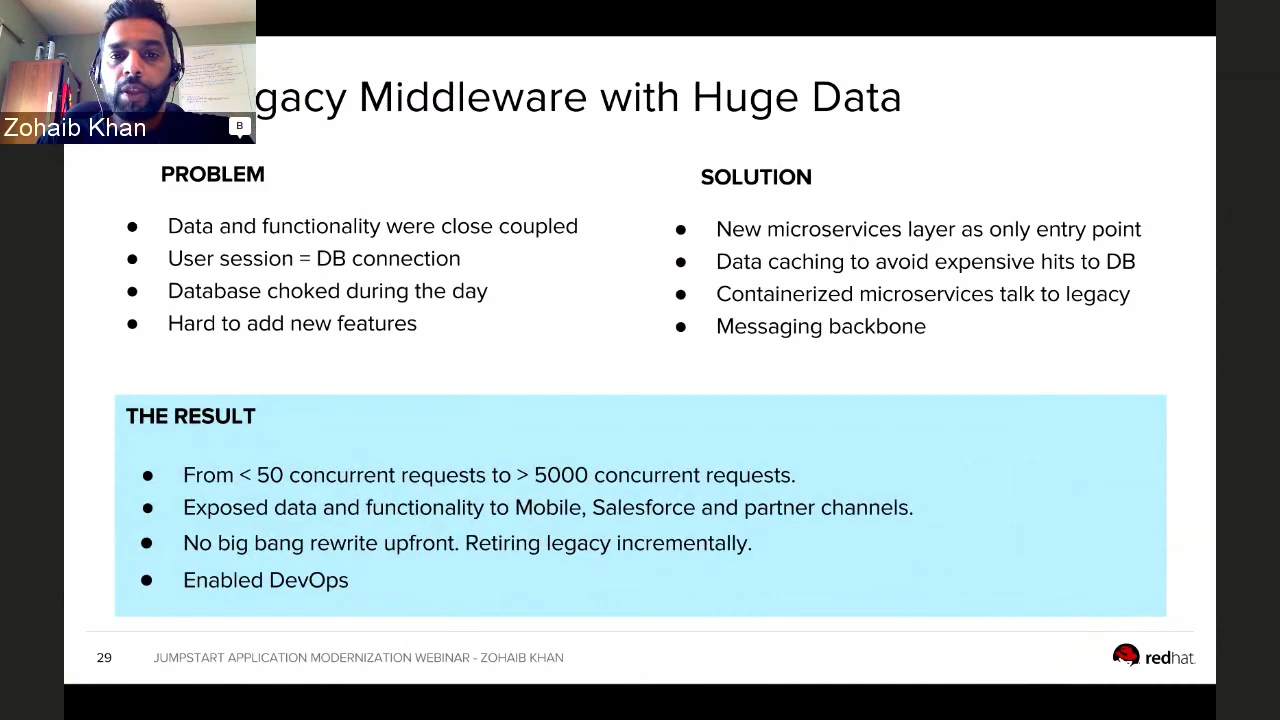 gacy Middleware with Huge Data
Zohaib Khan
B
PROBLEM
● Data and functionality were close coupled
● User session = DB connection
● Database choked during the day
● Hard to add new features
SOLUTION
● New microservices layer as only entry point
● Data caching to avoid expensive hits to DB
● Containerized microservices talk to legacy
● Messaging backbone
THE RESULT
● From < 50 concurrent requests to > 5000 concurrent requests.
● Exposed data and functionality to Mobile, Salesforce and partner channels.
● No big bang rewrite upfront. Retiring legacy incrementally.
● Enabled DevOps
29 JUMPSTART APPLICATION MODERNIZATION WEBINAR - ZOHAIB KHAN
redhat.